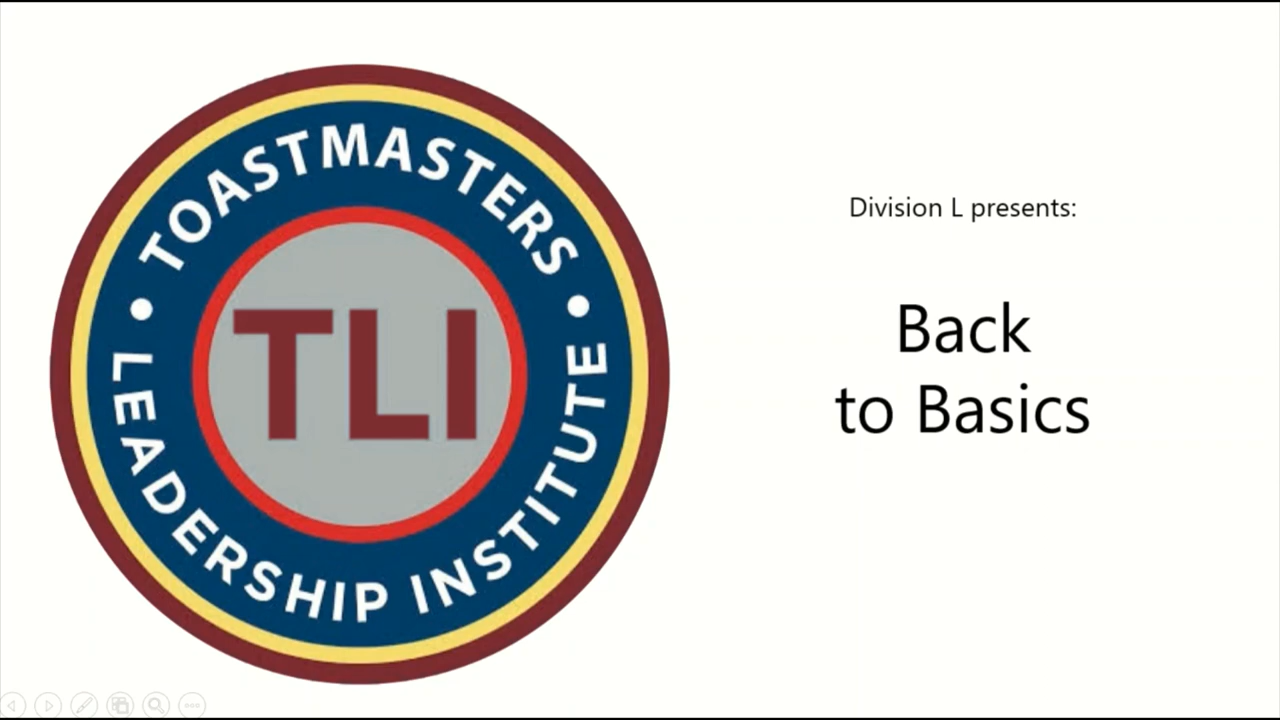 TOASTMASTERS
TLI
LEADERSHIP INSTITUTE
Division L presents:
Back
to Basics